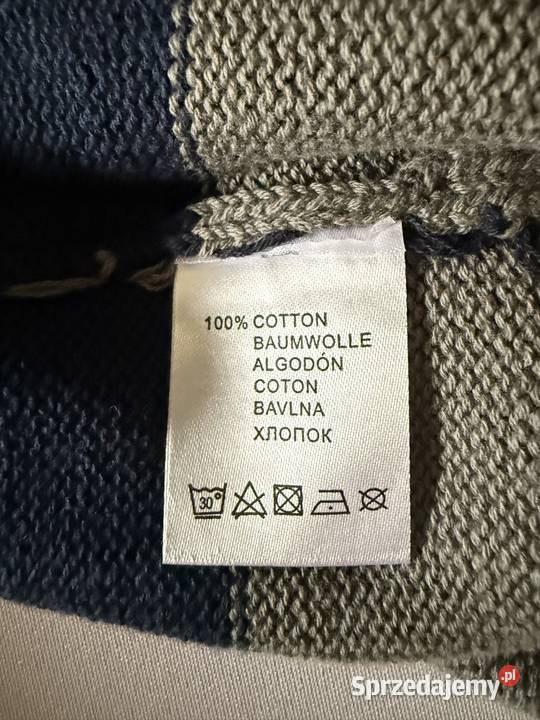 100% COTTON
BAUMWOLLE
ALGODÓN
COTON
BAVLNA
ХЛОПОК
30°
Sprzedajemy.pl